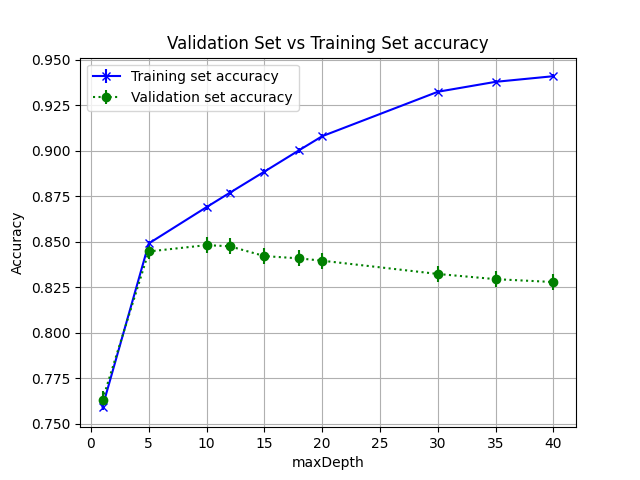 Validation Set vs Training Set accuracy
Training set accuracy
Validation set accuracy
0.950
0.925
0.900
0.875
0.850
0.825
0.800
0.775
0.750
Accuracy
0 5 10 15 20 25 30 35 40
maxDepth